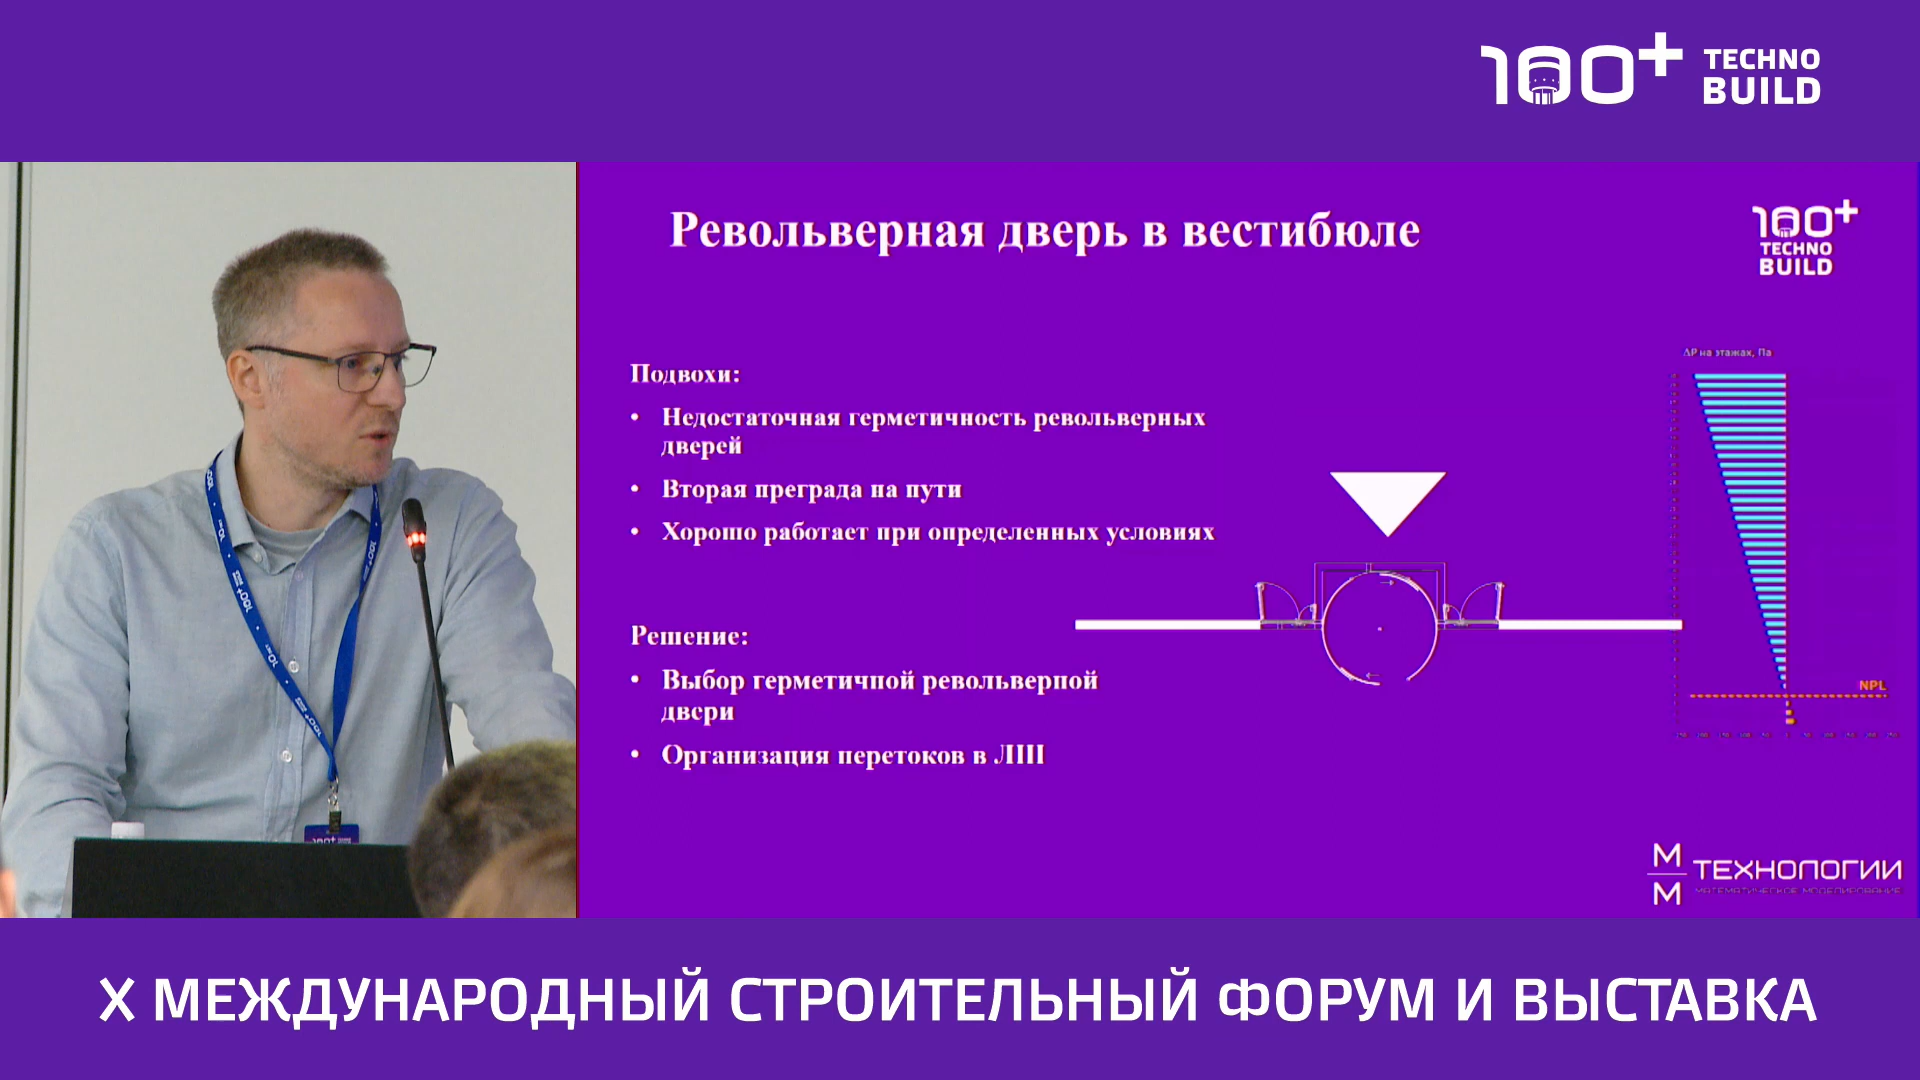 100+ TECHNO
BUILD
Револьверная дверь в вестибюле
100+
TECHNO
BUILD
Подвохи:
• Недостаточная герметичность револьверных
дверей
• Вторая преграда на пути
• Хорошо работает при определенных условиях
Решение:
• Выбор герметичной револьверной
двери
• Организация перетоков в ЛШ
ΔP на этажах, Па
NPL
М
М
ТЕХНОЛОГИИ
МАТЕМАТИЧЕСКОЕ МОДЕЛИРОВАНИЕ
X МЕЖДУНАРОДНЫЙ СТРОИТЕЛЬНЫЙ ФОРУМ И ВЫСТАВКА